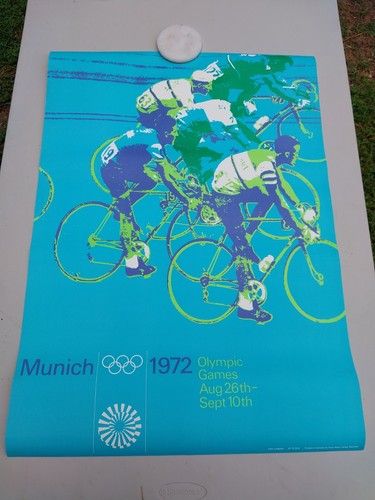 Munich
1972
Olympic
Games
Aug 26th–
Sept 10th